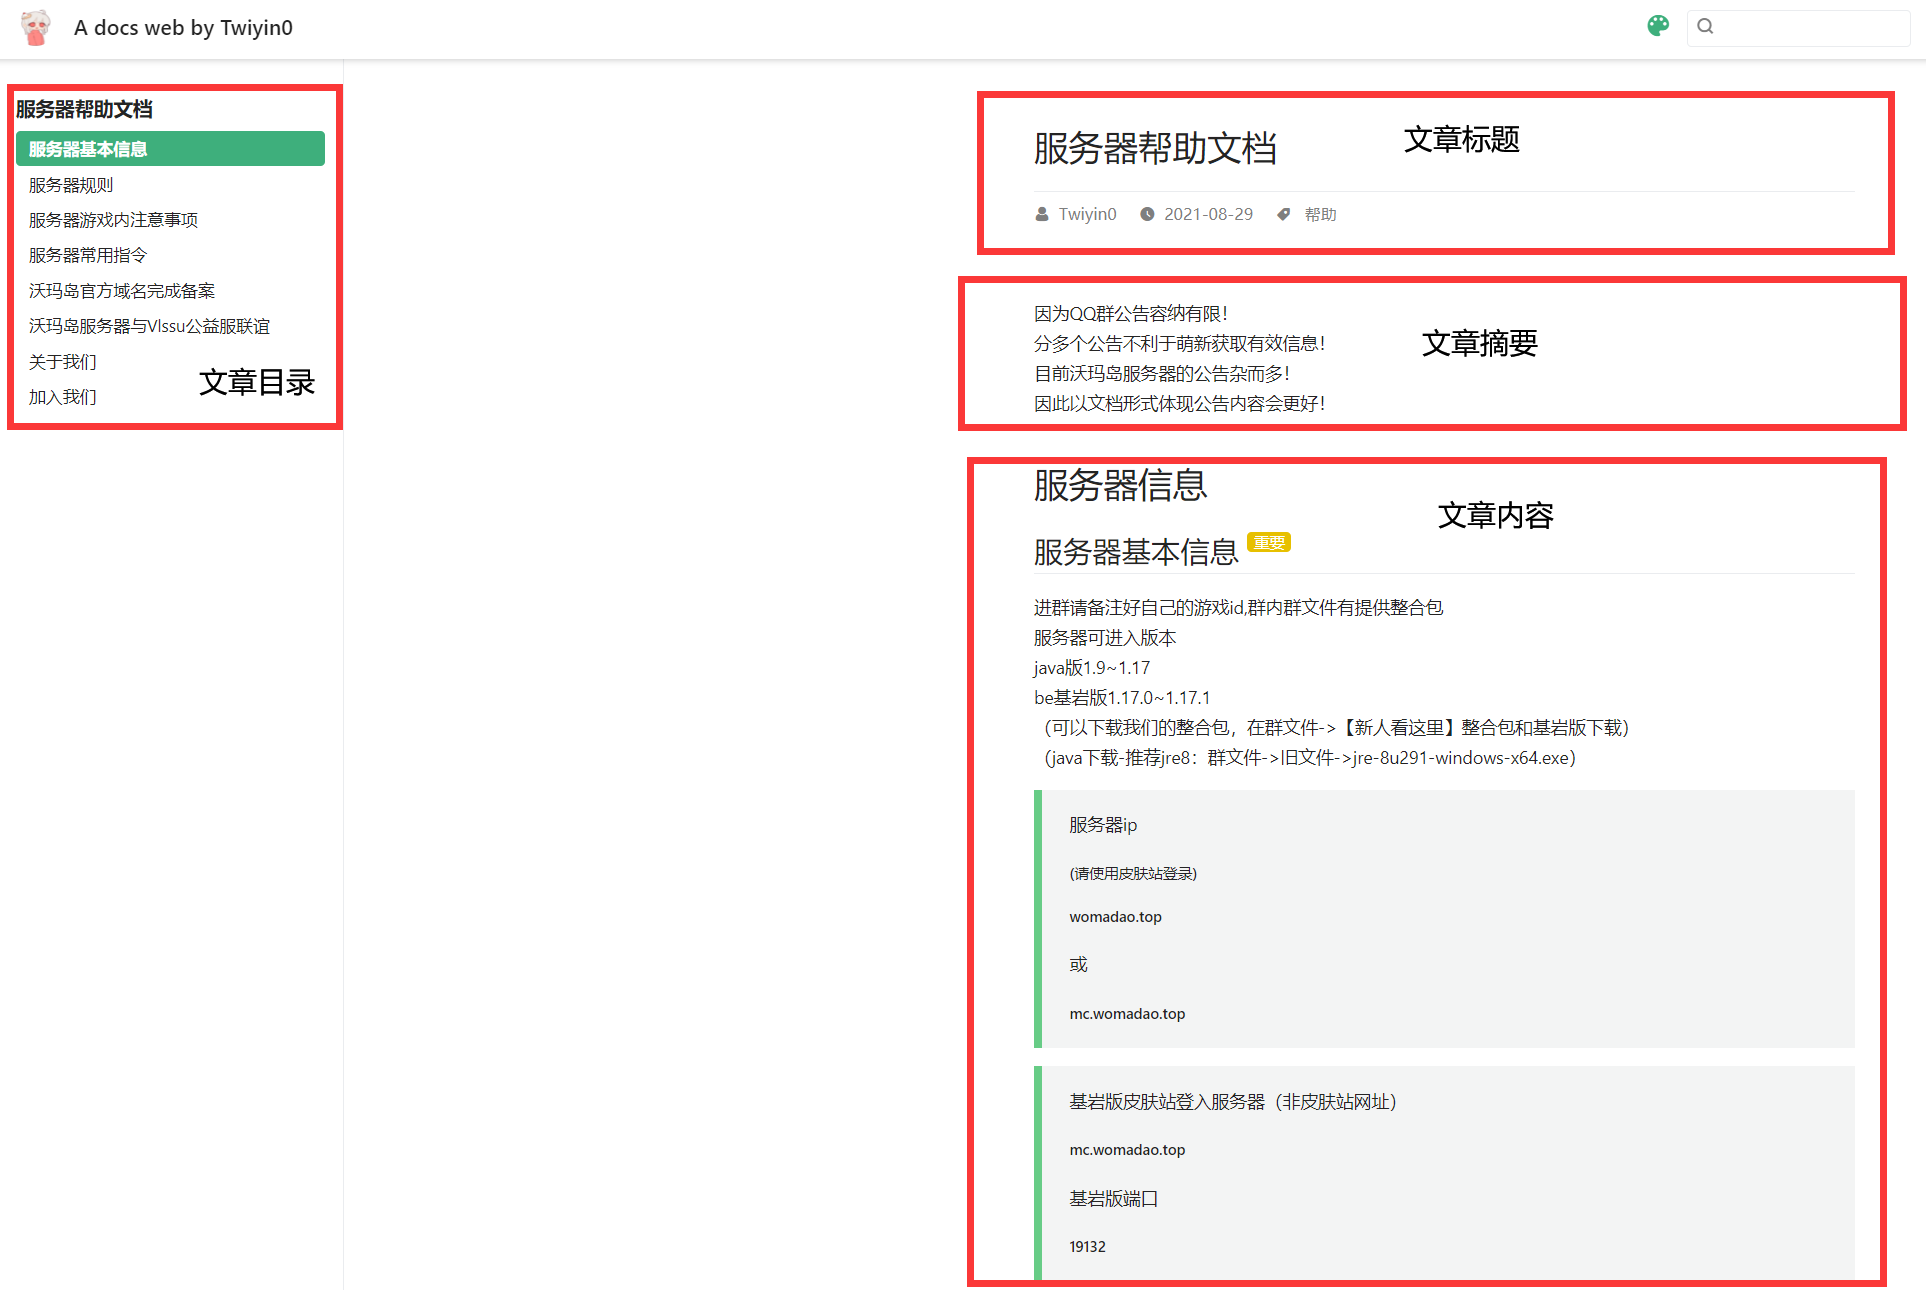 A docs web by Twiyin0
服务器帮助文档
服务器基本信息
服务器规则
服务器游戏内注意事项
服务器常用指令
沃玛岛官方域名完成备案
沃玛岛服务器与Vlssu公益服联谊
关于我们
加入我们
文章目录
服务器帮助文档
文章标题
Twiyin0 2021-08-29 帮助
因为QQ群公告容纳有限！
分多个公告不利于萌新获取有效信息！
目前沃玛岛服务器的公告杂而多！
因此以文档形式体现公告内容会更好！
文章摘要
服务器信息
文章内容
服务器基本信息 重要
进群请备注好自己的游戏id,群内群文件有提供整合包
服务器可进入版本
java版1.9~1.17
be基岩版1.17.0~1.17.1
（可以下载我们的整合包，在群文件->【新人看这里】整合包和基岩版下载）
（java下载-推荐jre8：群文件->旧文件->jre-8u291-windows-x64.exe）
服务器ip
(请使用皮肤站登录)
womadao.top
或
mc.womadao.top
基岩版皮肤站登入服务器（非皮肤站网址）
mc.womadao.top
基岩版端口
19132